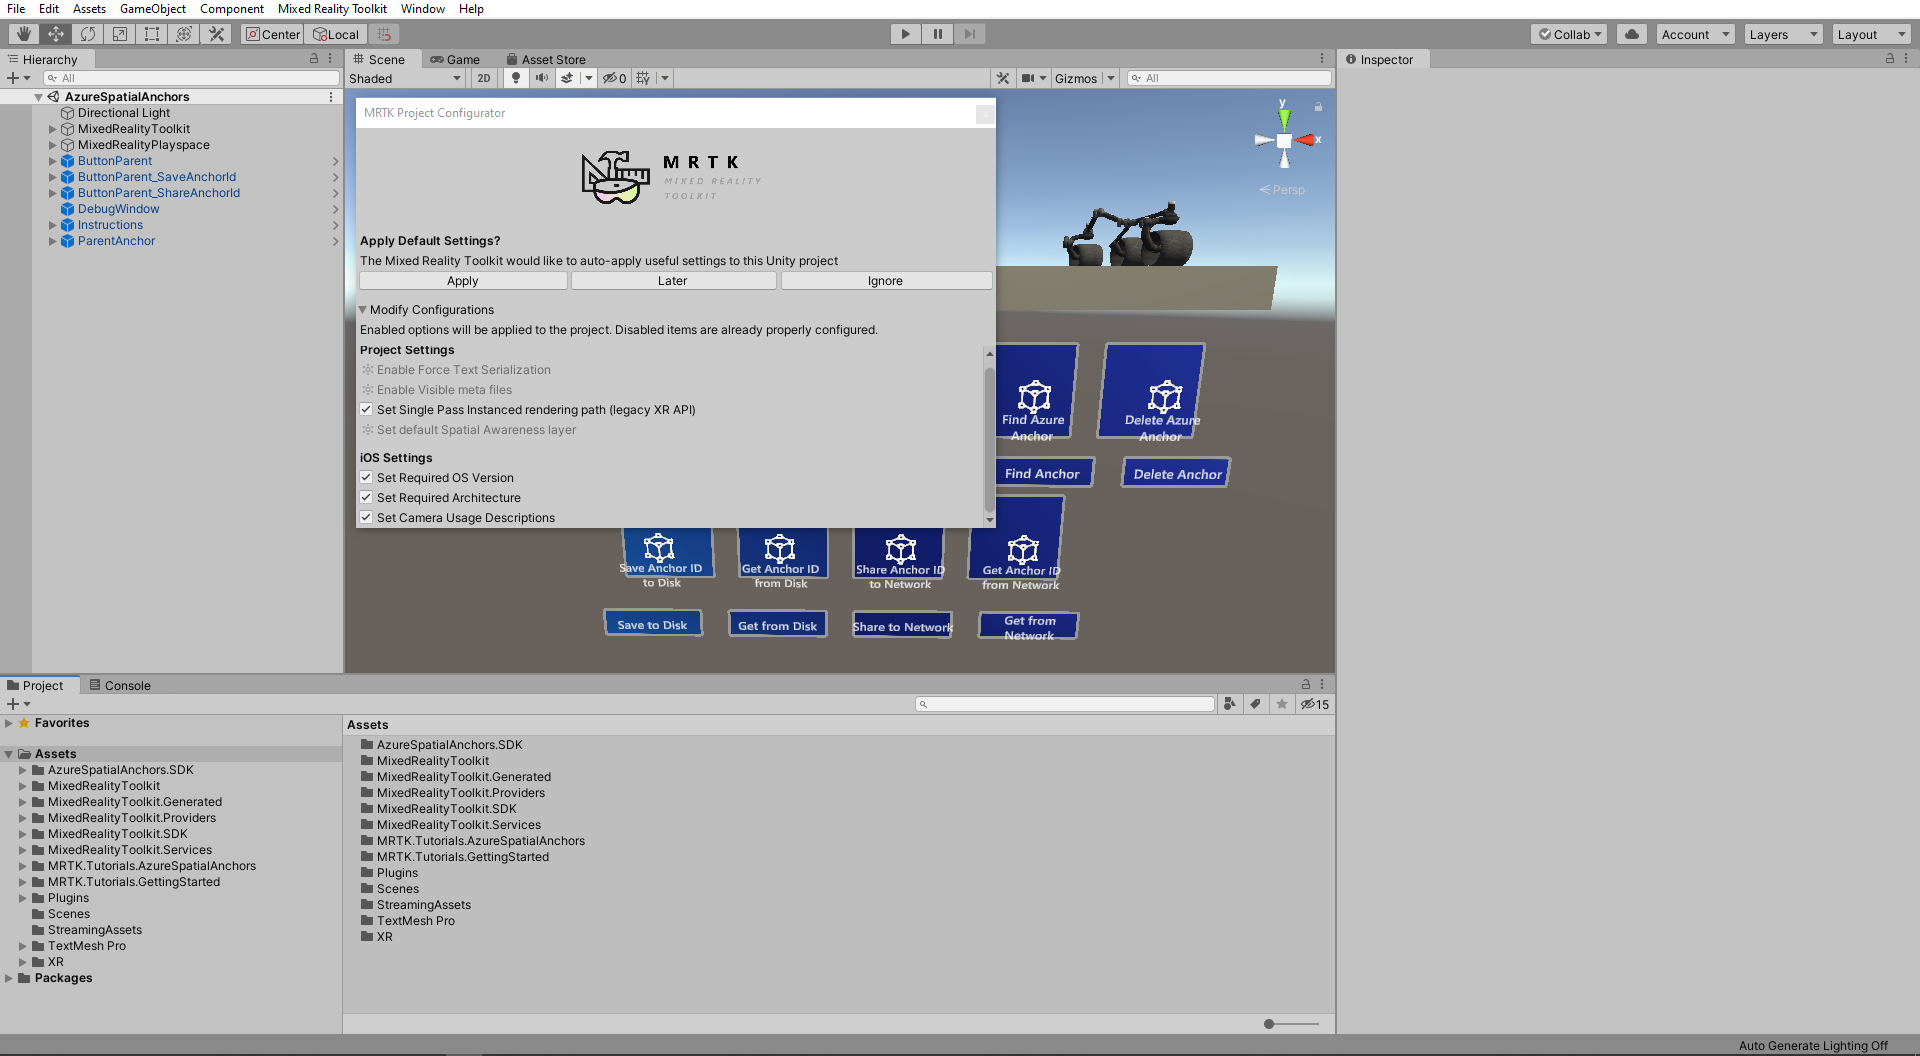 File Edit Assets GameObject Component Mixed Reality Toolkit Window Help
Center Local Collab Account Layers Layout
Hierarchy
All
AzureSpatialAnchors
Directional Light
MixedRealityToolkit
MixedRealityPlayspace
ButtonParent
ButtonParent_SaveAnchorId
ButtonParent_ShareAnchorId
DebugWindow
Instructions
ParentAnchor
Scene Game Asset Store
Shaded 2D 0 Gizmos All
y
x
Persp
MRTK Project Configurator
MRTK
MIXED REALITY
TOOLKIT
Apply Default Settings?
The Mixed Reality Toolkit would like to auto-apply useful settings to this Unity project
Apply Later Ignore
Modify Configurations
Enabled options will be applied to the project. Disabled items are already properly configured.
Project Settings
Enable Force Text Serialization
Enable Visible meta files
Set Single Pass Instanced rendering path (legacy XR API)
Set default Spatial Awareness layer
iOS Settings
Set Required OS Version
Set Required Architecture
Set Camera Usage Descriptions
Find Azure
Anchor
Delete Azure
Anchor
Find Anchor
Delete Anchor
Save Anchor ID
to Disk
Get Anchor ID
from Disk
Share Anchor ID
to Network
Get Anchor ID
from Network
Save to Disk
Get from Disk
Share to Network
Get from
Network
Inspector
Project Console
15
Favorites
Assets
AzureSpatialAnchors.SDK
MixedRealityToolkit
MixedRealityToolkit.Generated
MixedRealityToolkit.Providers
MixedRealityToolkit.SDK
MixedRealityToolkit.Services
MRTK.Tutorials.AzureSpatialAnchors
MRTK.Tutorials.GettingStarted
Plugins
Scenes
StreamingAssets
TextMesh Pro
XR
Packages
Assets
AzureSpatialAnchors.SDK
MixedRealityToolkit
MixedRealityToolkit.Generated
MixedRealityToolkit.Providers
MixedRealityToolkit.SDK
MixedRealityToolkit.Services
MRTK.Tutorials.AzureSpatialAnchors
MRTK.Tutorials.GettingStarted
Plugins
Scenes
StreamingAssets
TextMesh Pro
XR
Auto Generate Lighting Off